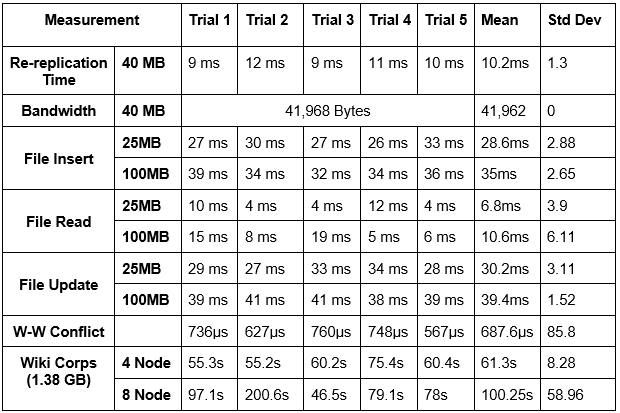 Measurement Trial 1 Trial 2 Trial 3 Trial 4 Trial 5 Mean Std Dev
Re-replication Time 40 MB 9 ms 12 ms 9 ms 11 ms 10 ms 10.2ms 1.3
Bandwidth 40 MB 41,968 Bytes 41,962 0
File Insert 25MB 27 ms 30 ms 27 ms 26 ms 33 ms 28.6ms 2.88
100MB 39 ms 34 ms 32 ms 34 ms 36 ms 35ms 2.65
File Read 25MB 10 ms 4 ms 4 ms 12 ms 4 ms 6.8ms 3.9
100MB 15 ms 8 ms 19 ms 5 ms 6 ms 10.6ms 6.11
File Update 25MB 29 ms 27 ms 33 ms 34 ms 28 ms 30.2ms 3.11
100MB 39 ms 41 ms 41 ms 38 ms 39 ms 39.4ms 1.52
W-W Conflict 736µs 627µs 760µs 748µs 567µs 687.6µs 85.8
Wiki Corps (1.38 GB) 4 Node 55.3s 55.2s 60.2s 75.4s 60.4s 61.3s 8.28
8 Node 97.1s 200.6s 46.5s 79.1s 78s 100.25s 58.96